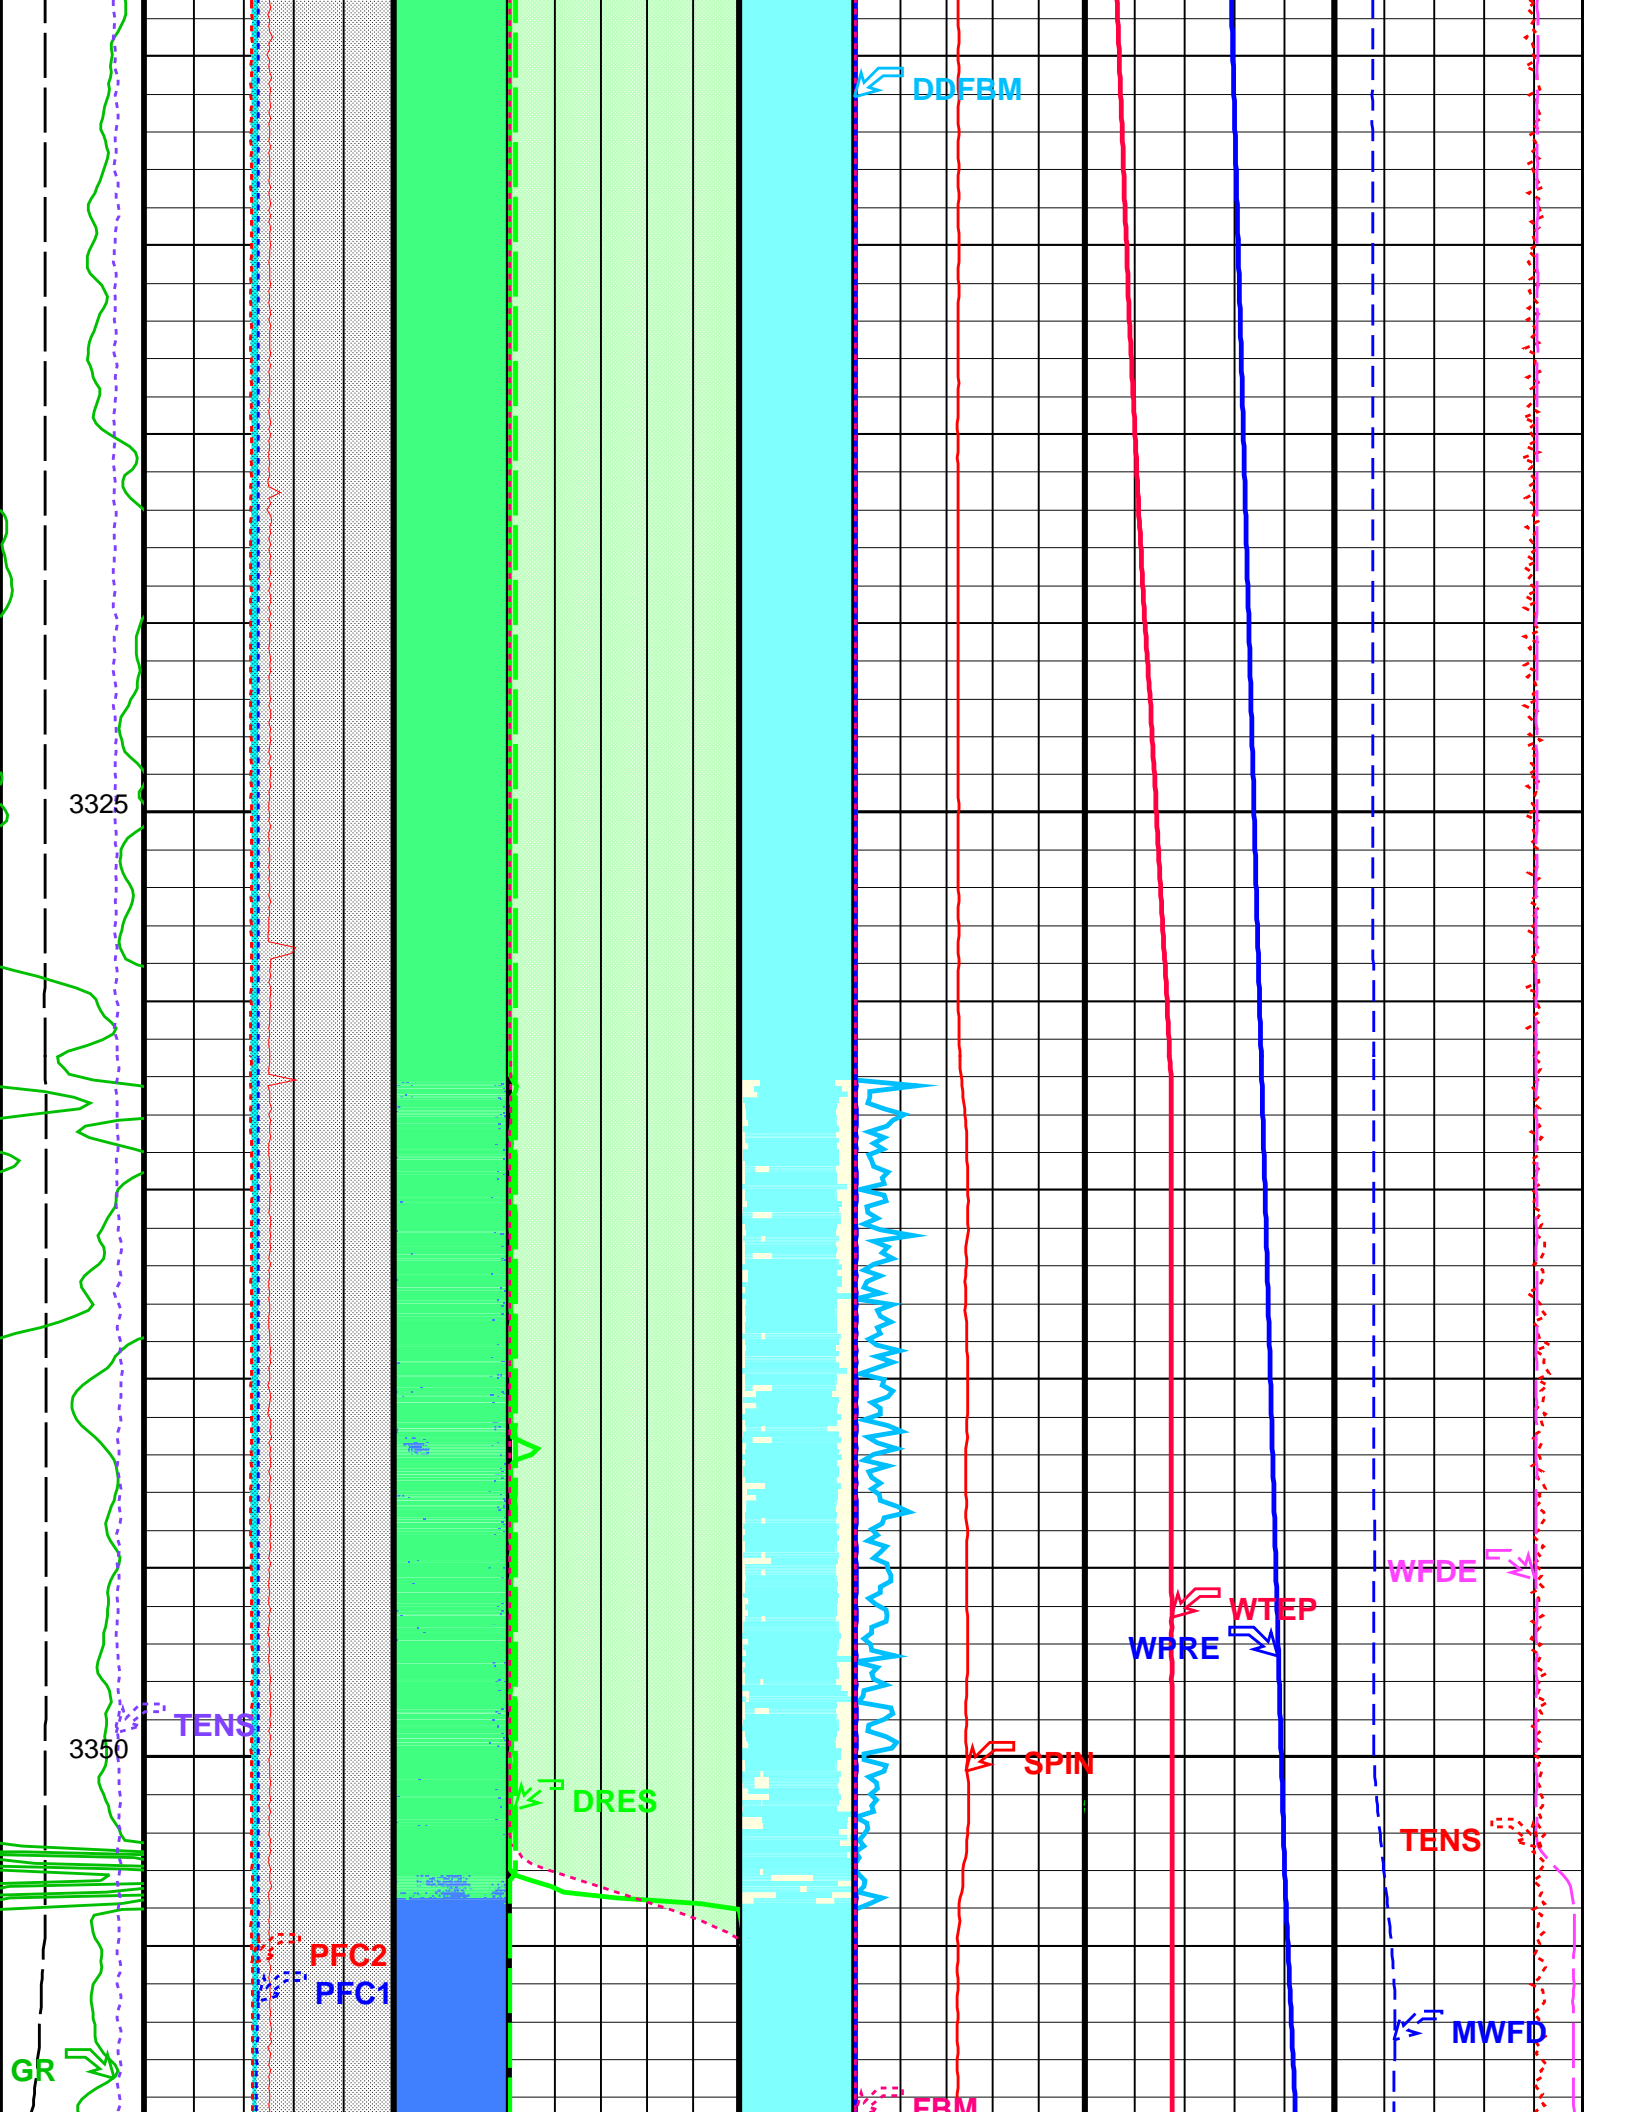 DDFBM
3325
WFDE
WTEP
WPRE
TENS
3350
SPIN
DRES
TENS
PFC2
PFC1
MWFD
GR
FBM